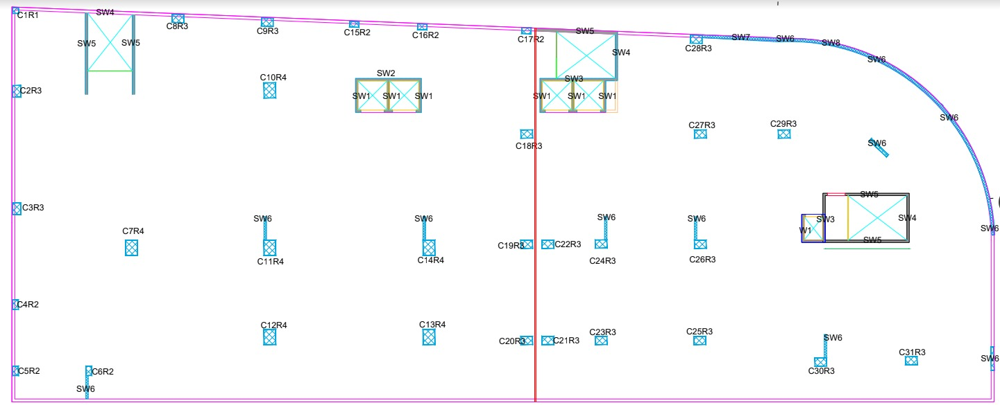 C1R1
SW4
C8R3
C9R3
C15R2
C16R2
C17R2
SW5
C28R3
SW7
SW6
SW8
SW5
SW5
SW4
SW6
C2R3
C10R4
SW2
SW1
SW1
SW1
SW3
SW1
SW1
SW1
SW6
C18R3
C27R3
C29R3
SW6
C3R3
C7R4
SW6
C11R4
SW6
C14R4
C19R3
C22R3
SW6
C24R3
SW6
C26R3
SW5
SW3
W1
SW4
SW5
SW6
C4R2
C12R4
C13R4
C20R3
C21R3
C23R3
C25R3
SW6
C30R3
C31R3
SW6
C5R2
C6R2
SW6